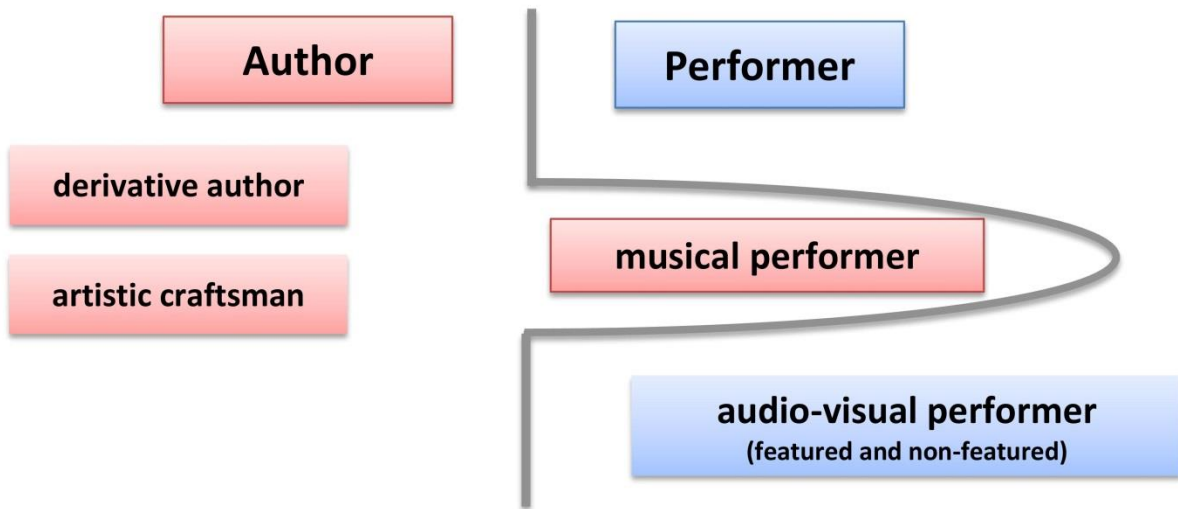 Author
Performer
derivative author
musical performer
artistic craftsman
audio-visual performer
(featured and non-featured)